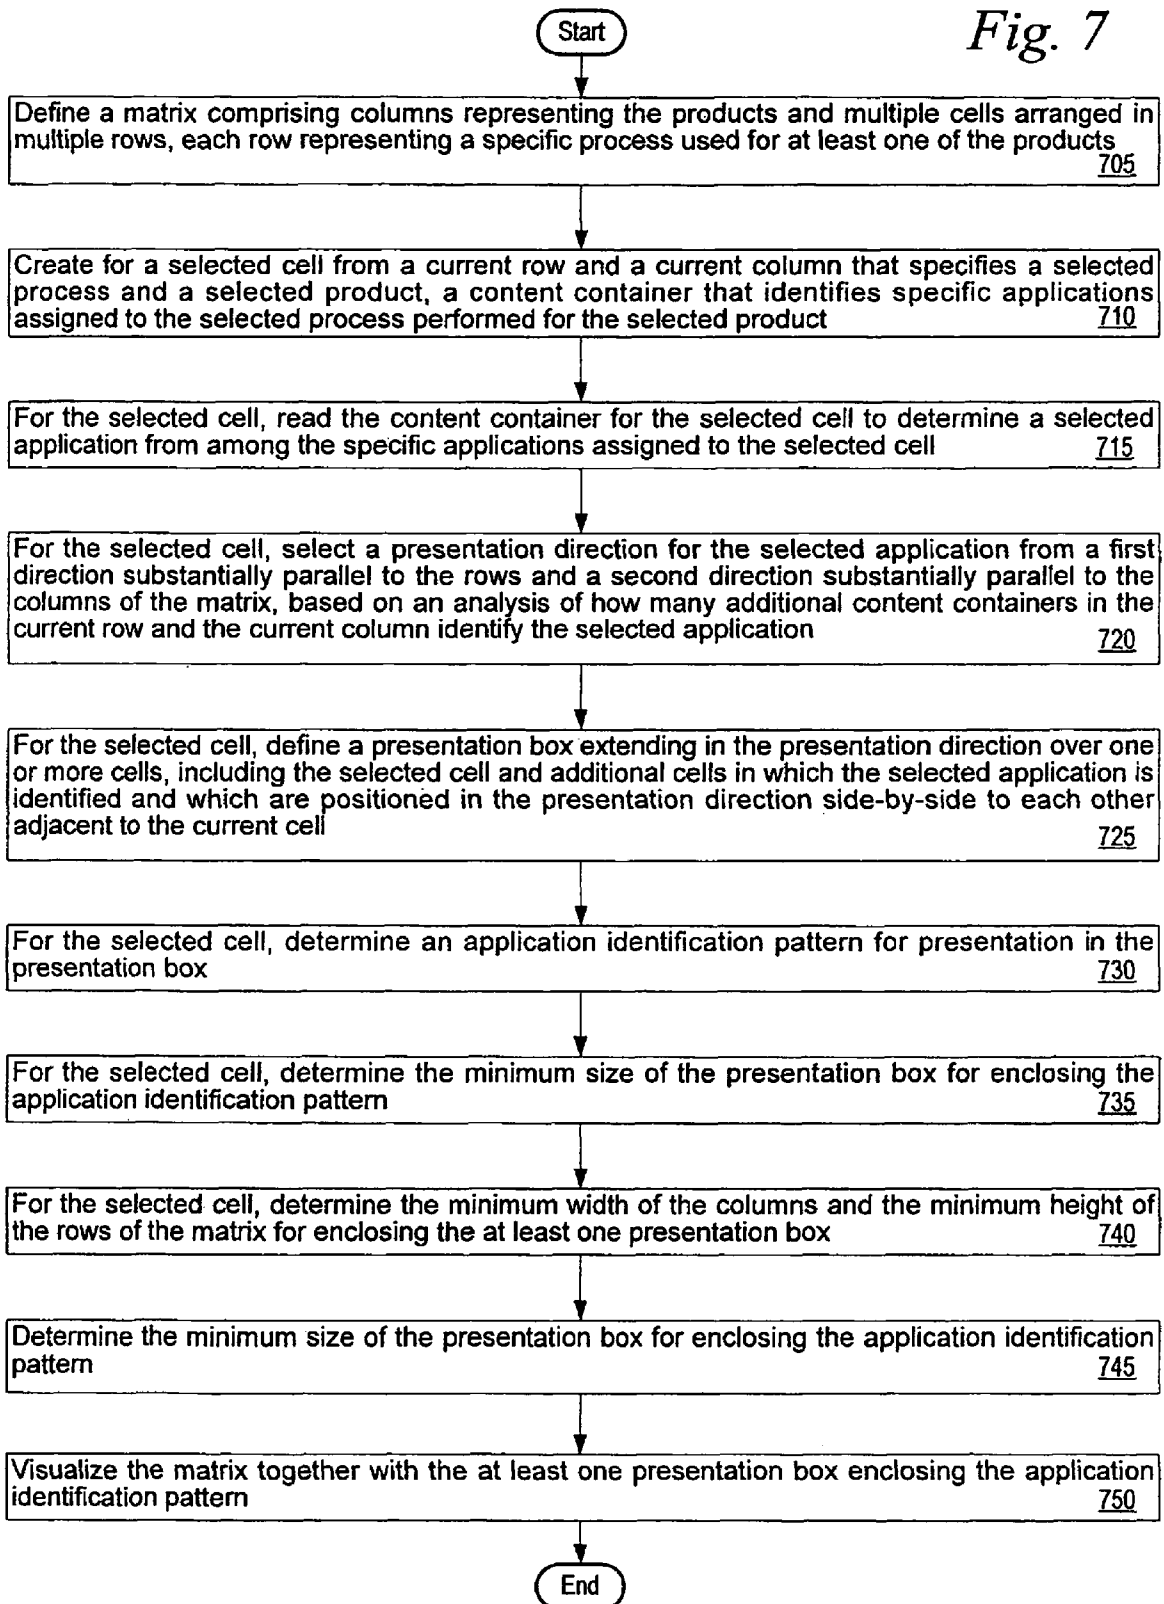 Start
Fig. 7
Define a matrix comprising columns representing the products and multiple cells arranged in
multiple rows, each row representing a specific process used for at least one of the products
705
Create for a selected cell from a current row and a current column that specifies a selected
process and a selected product, a content container that identifies specific applications
assigned to the selected process performed for the selected product
710
For the selected cell, read the content container for the selected cell to determine a selected
application from among the specific applications assigned to the selected cell
715
For the selected cell, select a presentation direction for the selected application from a first
direction substantially parallel to the rows and a second direction substantially parallel to the
columns of the matrix, based on an analysis of how many additional content containers in the
current row and the current column identify the selected application
720
For the selected cell, define a presentation box extending in the presentation direction over one
or more cells, including the selected cell and additional cells in which the selected application is
identified and which are positioned in the presentation direction side-by-side to each other
adjacent to the current cell
725
For the selected cell, determine an application identification pattern for presentation in the
presentation box
730
For the selected cell, determine the minimum size of the presentation box for enclosing the
application identification pattern
735
For the selected cell, determine the minimum width of the columns and the minimum height of
the rows of the matrix for enclosing the at least one presentation box
740
Determine the minimum size of the presentation box for enclosing the application identification
pattern
745
Visualize the matrix together with the at least one presentation box enclosing the application
identification pattern
750
End